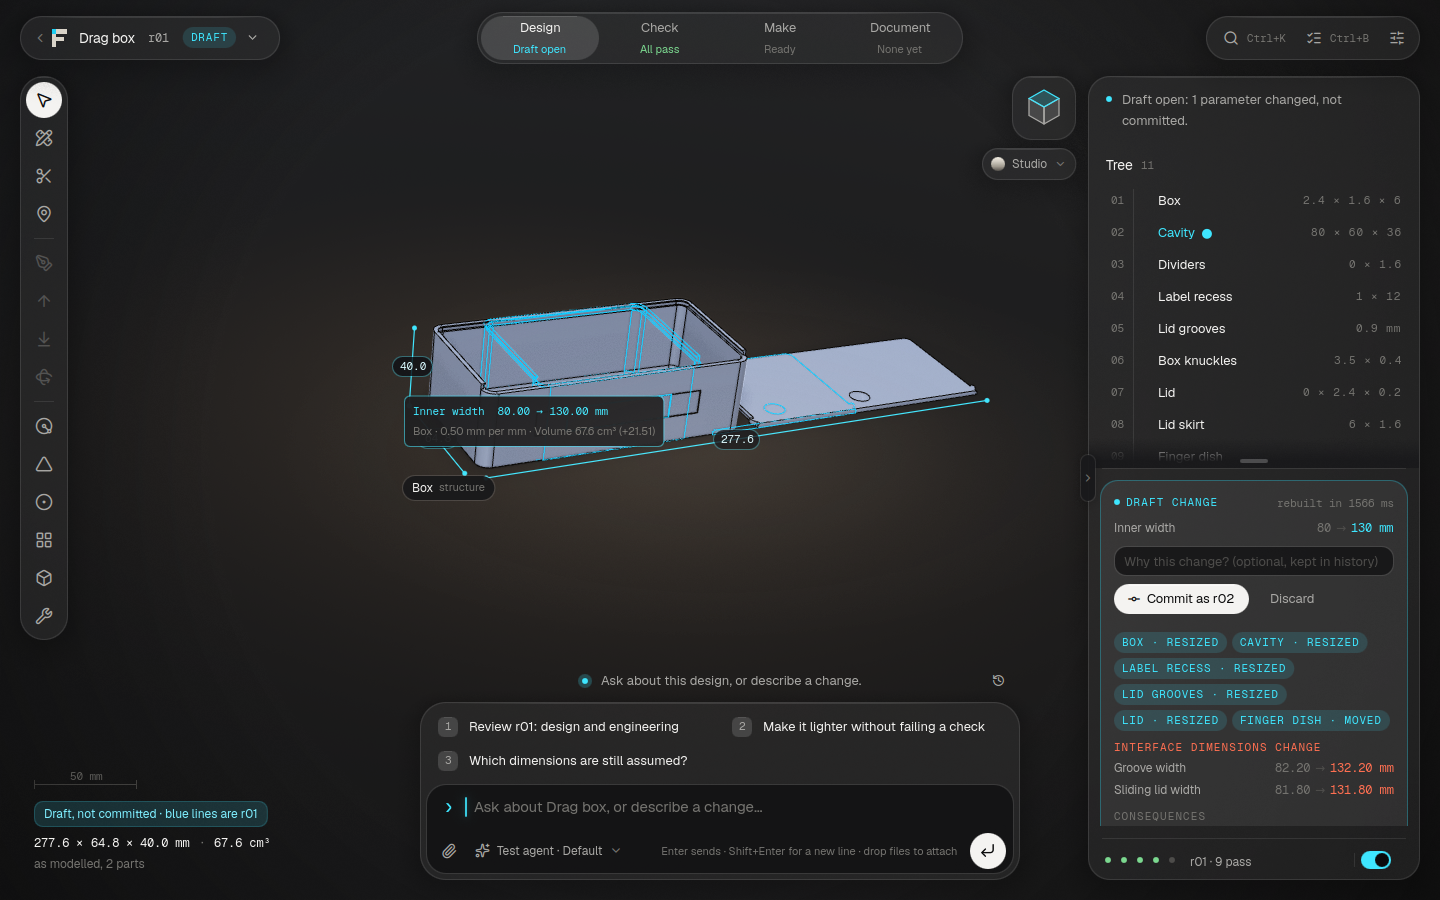 Drag box r01 DRAFT
Design
Draft open
Check
All pass
Make
Ready
Document
None yet
Ctrl+K
Ctrl+B
Studio
Draft open: 1 parameter changed, not
committed.
Tree 11
01 Box 2.4 × 1.6 × 6
02 Cavity 80 × 60 × 36
03 Dividers 0 × 1.6
04 Label recess 1 × 12
05 Lid grooves 0.9 mm
06 Box knuckles 3.5 × 0.4
07 Lid 0 × 2.4 × 0.2
08 Lid skirt 6 × 1.6
09 Finger dish
40.0
Inner width 80.00 → 130.00 mm
Box · 0.50 mm per mm · Volume 67.6 cm³ (+21.51)
277.6
Box structure
DRAFT CHANGE rebuilt in 1566 ms
Inner width 80 → 130 mm
Why this change? (optional, kept in history)
Commit as r02 Discard
BOX · RESIZED CAVITY · RESIZED
LABEL RECESS · RESIZED
LID GROOVES · RESIZED
LID · RESIZED FINGER DISH · MOVED
INTERFACE DIMENSIONS CHANGE
Groove width 82.20 → 132.20 mm
Sliding lid width 81.80 → 131.80 mm
CONSEQUENCES
r01 · 9 pass
Ask about this design, or describe a change.
1 Review r01: design and engineering
2 Make it lighter without failing a check
3 Which dimensions are still assumed?
Ask about Drag box, or describe a change...
Test agent · Default
Enter sends · Shift+Enter for a new line · drop files to attach
50 mm
Draft, not committed · blue lines are r01
277.6 × 64.8 × 40.0 mm · 67.6 cm³
as modelled, 2 parts